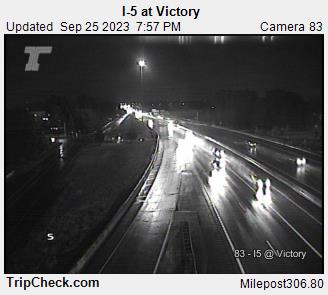 I-5 at Victory
Updated Sep 25 2023 7:57 PM Camera 83
T
S
83 - I5 @ Victory
TripCheck.com Milepost306.80